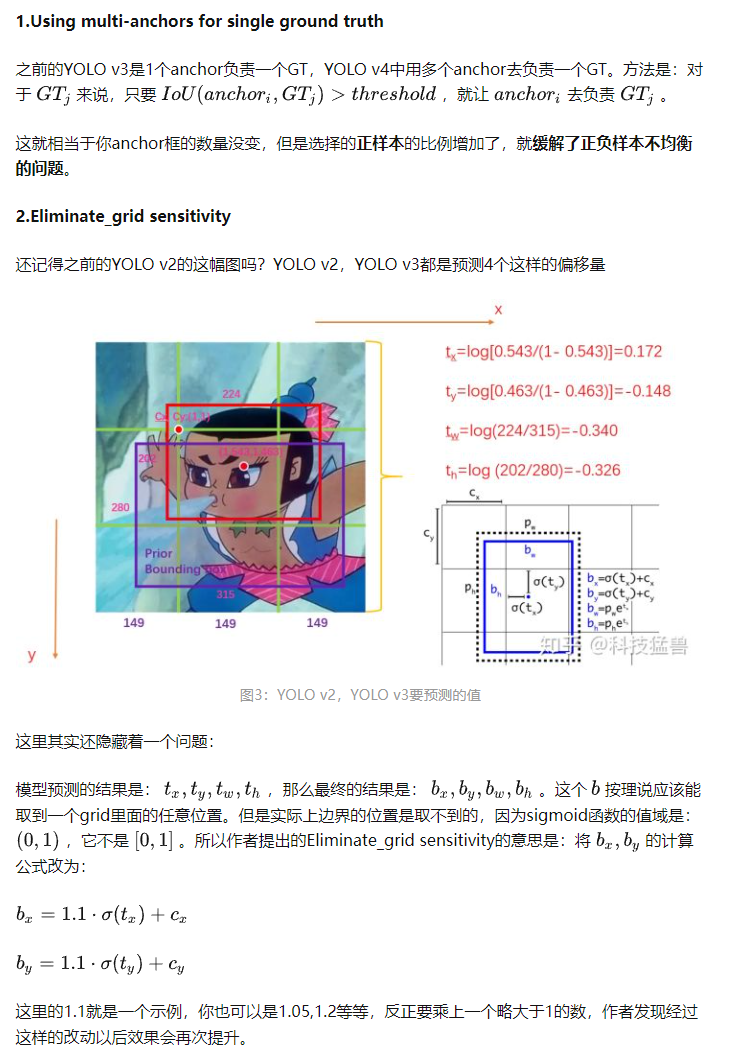 1.Using multi-anchors for single ground truth
之前的YOLO v3是1个anchor负责一个GT，YOLO v4中用多个anchor去负责一个GT。方法是：对
于 GT_j 来说，只要 IoU(anchor_i, GT_j) > threshold ，就让 anchor_i 去负责 GT_j 。
这就相当于你anchor框的数量没变，但是选择的正样本的比例增加了，就缓解了正负样本不均衡
的问题。
2.Eliminate_grid sensitivity
还记得之前的YOLO v2的这幅图吗？YOLO v2，YOLO v3都是预测4个这样的偏移量
x
224
Cx, Cy:(1,1)
(1.543,1.463)
202
280
Prior
Bounding box
315
149
149
149
y
t_x=log[0.543/(1- 0.543)]=0.172
t_y=log[0.463/(1- 0.463)]=-0.148
t_w=log(224/315)=-0.340
t_h=log (202/280)=-0.326
c_x
c_y
p_w
b_w
p_h
b_h
σ(t_y)
σ(t_x)
b_x=σ(t_x)+c_x
b_y=σ(t_y)+c_y
b_w=p_w e^{t_w}
b_h=p_h e^{t_h}
知乎 @科技猛兽
图3：YOLO v2，YOLO v3要预测的值
这里其实还隐藏着一个问题：
模型预测的结果是： t_x, t_y, t_w, t_h ，那么最终的结果是： b_x, b_y, b_w, b_h 。这个 b 按理说应该能
取到一个grid里面的任意位置。但是实际上边界的位置是取不到的，因为sigmoid函数的值域是：
(0, 1) ，它不是 [0, 1] 。所以作者提出的Eliminate_grid sensitivity的意思是：将 b_x, b_y 的计算
公式改为：
b_x = 1.1 · σ(t_x) + c_x
b_y = 1.1 · σ(t_y) + c_y
这里的1.1就是一个示例，你也可以是1.05,1.2等等，反正要乘上一个略大于1的数，作者发现经过
这样的改动以后效果会再次提升。